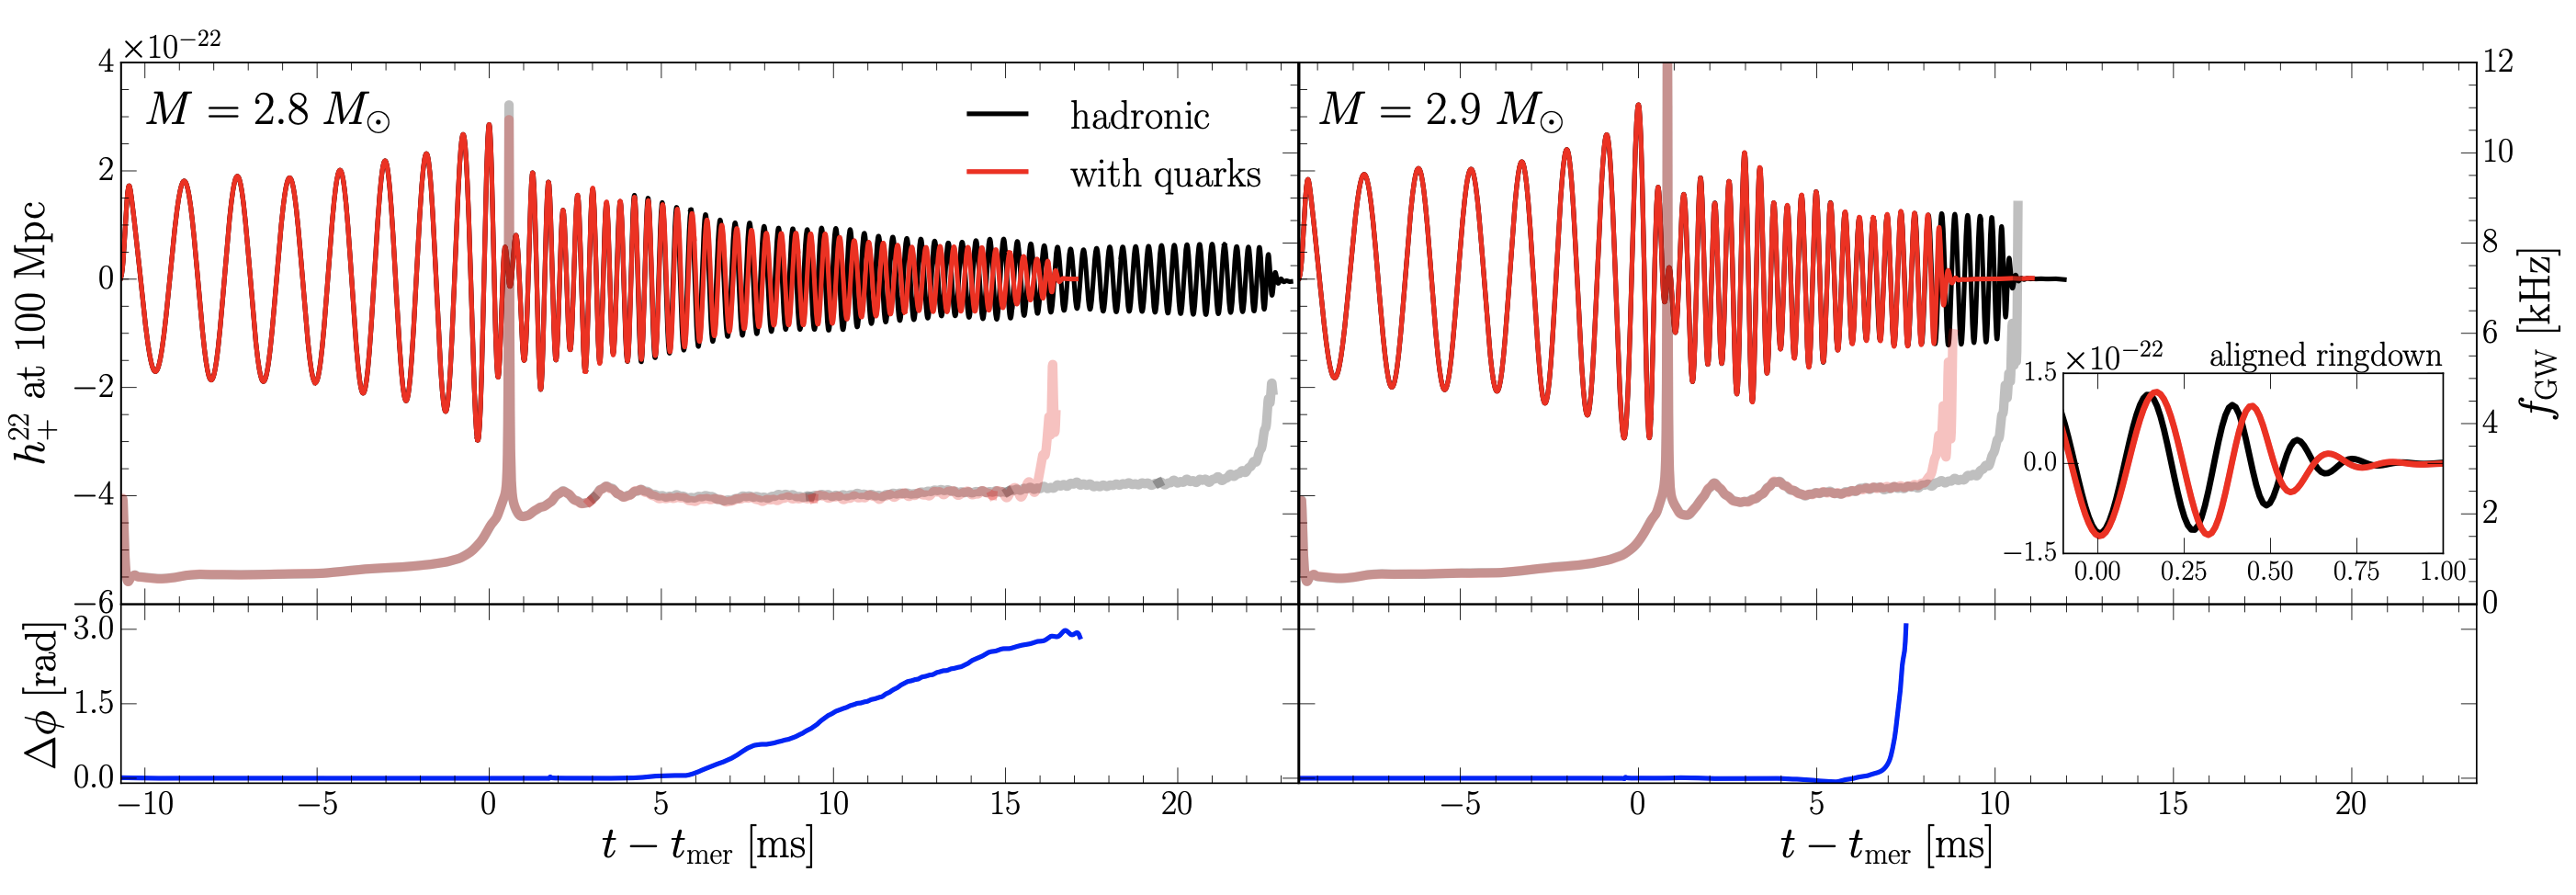 ×10⁻²²
M = 2.8 M⊙
hadronic
with quarks
4
2
0
−2
−4
−6
h₊²² at 100 Mpc
M = 2.9 M⊙
12
10
8
6
4
2
0
f_GW [kHz]
×10⁻²²
aligned ringdown
1.5
0.0
−1.5
0.00 0.25 0.50 0.75 1.00
Δϕ [rad]
3.0
1.5
0.0
−10 −5 0 5 10 15 20
−5 0 5 10 15 20
t − t_mer [ms]
t − t_mer [ms]